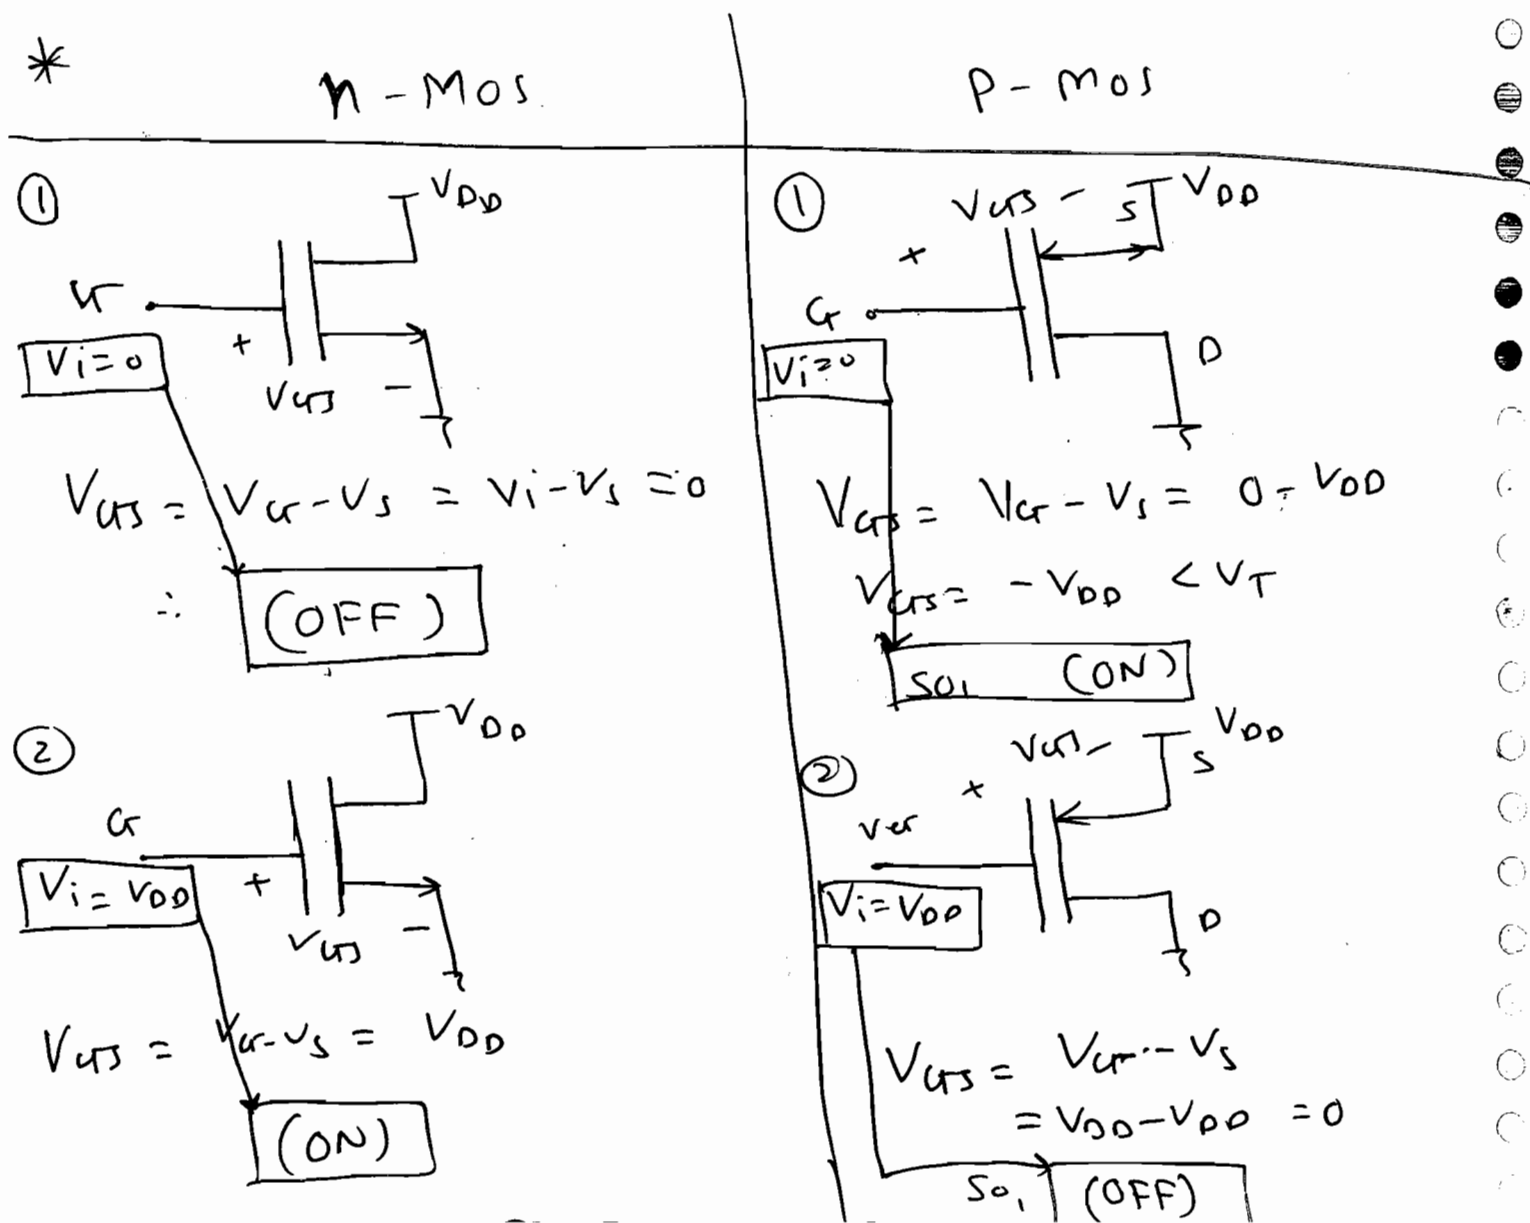 *
n-MOS
P-MOS
①
VDD
G
+
Vi=0
VGS
-
VGS = VG-VS = Vi-VS =0
∴ (OFF)
②
VDD
G
Vi=VDD
+
VGS
-
VGS = VG-VS = VDD
(ON)
①
VGS -
S
VDD
+
G
Vi=0
D
VGS = VG-VS = 0-VDD
VGS= -VDD <VT
So, (ON)
②
VGS -
S
VDD
+
VG
Vi=VDD
D
VGS = VG-VS
=VDD-VDD =0
So, (OFF)